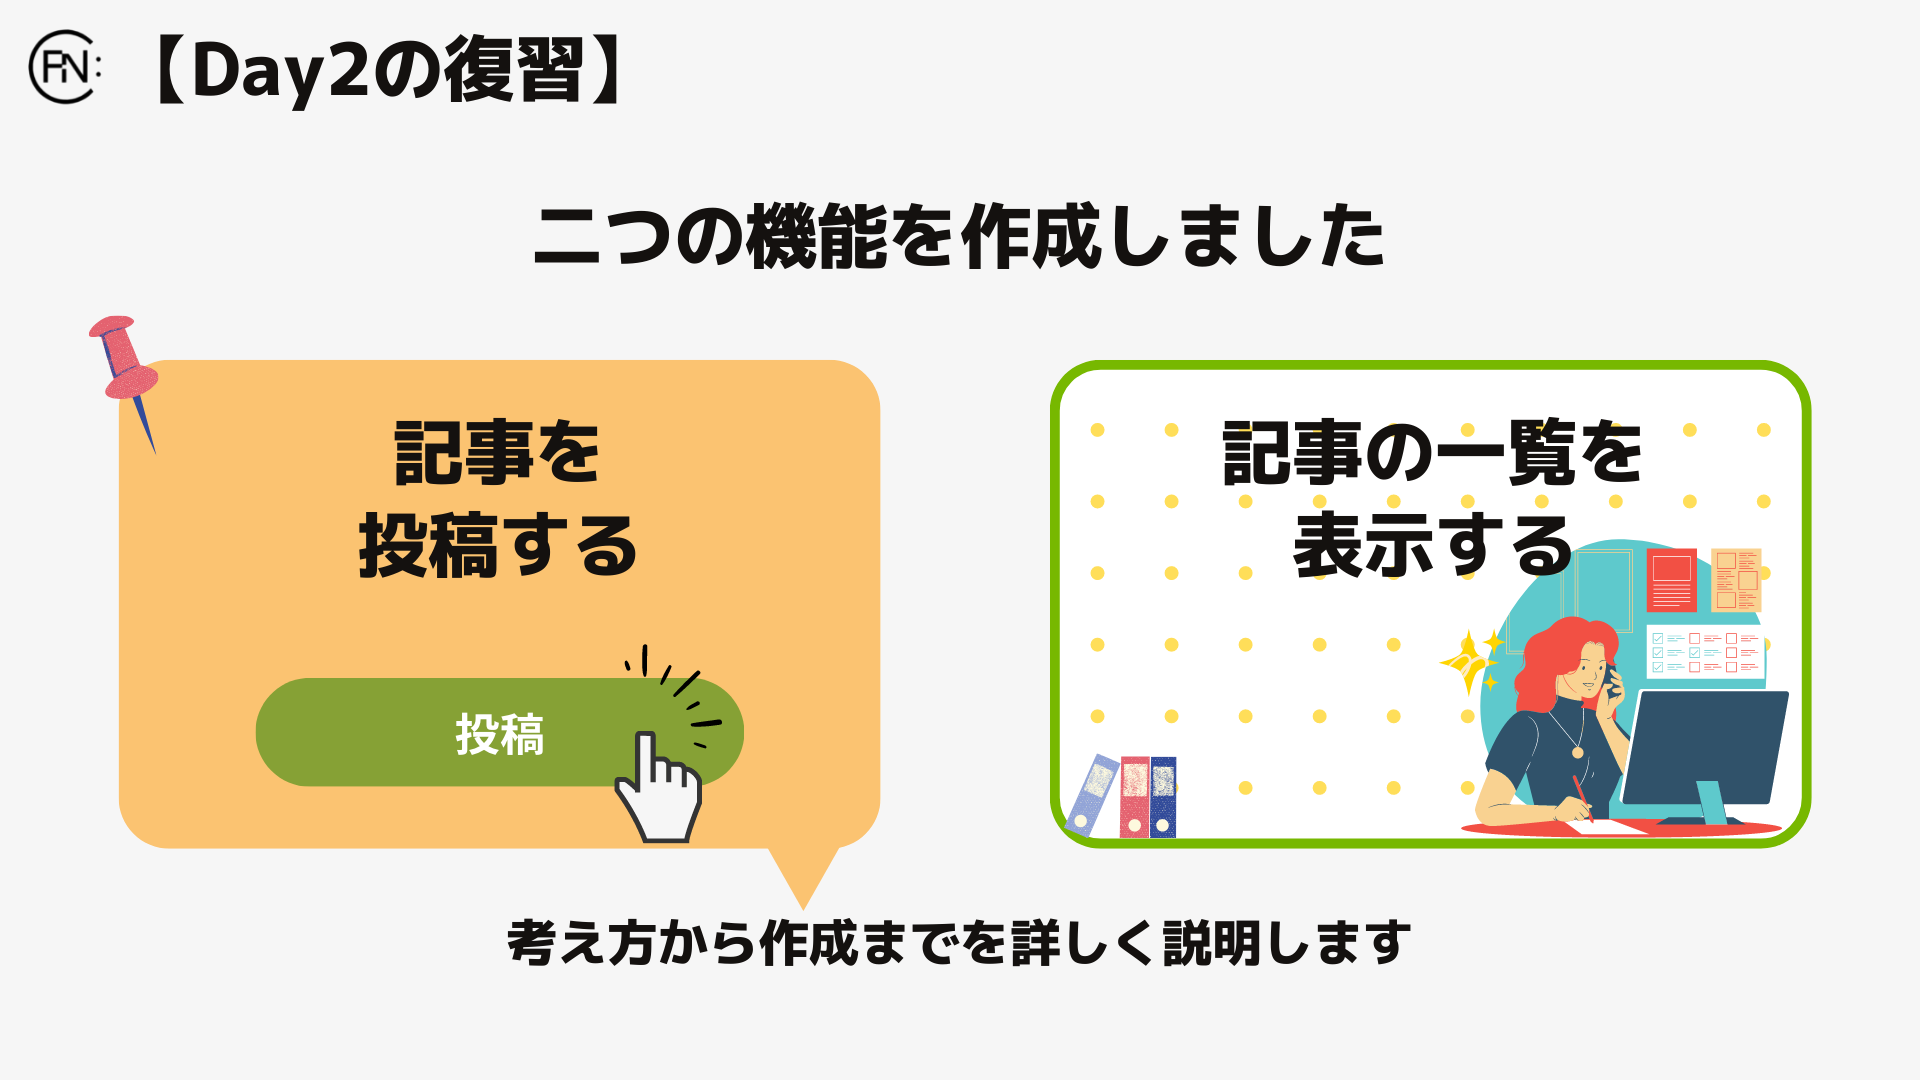 【Day2の復習】
二つの機能を作成しました
記事を
投稿する
投稿
記事の一覧を
表示する
考え方から作成までを詳しく説明します